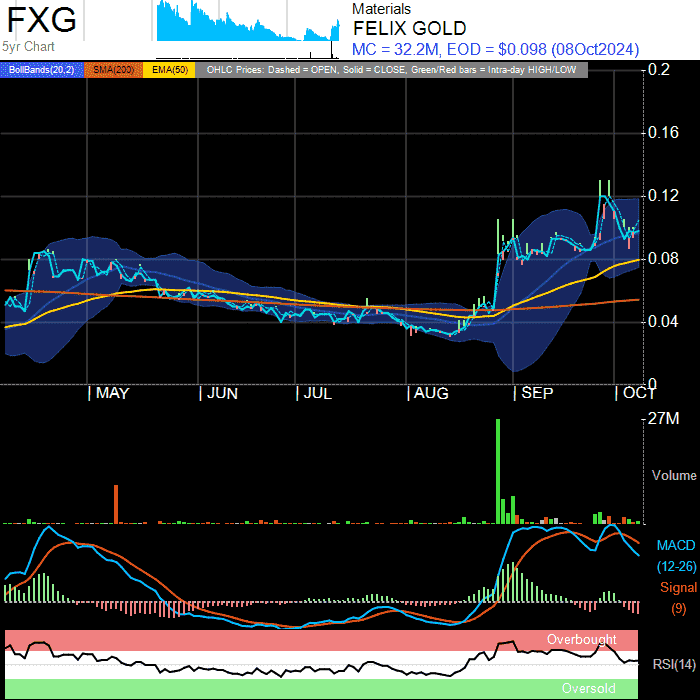 FXG
5yr Chart
Materials
FELIX GOLD
MC = 32.2M, EOD = $0.098 (08Oct2024)
BollBands(20,2) SMA(200) EMA(50) OHLC Prices: Dashed = OPEN, Solid = CLOSE, Green/Red bars = Intra-day HIGH/LOW
0.2
0.16
0.12
0.08
0.04
0
MAY JUN JUL AUG SEP OCT
27M
Volume
MACD
(12-26)
Signal
(9)
Overbought
RSI(14)
Oversold